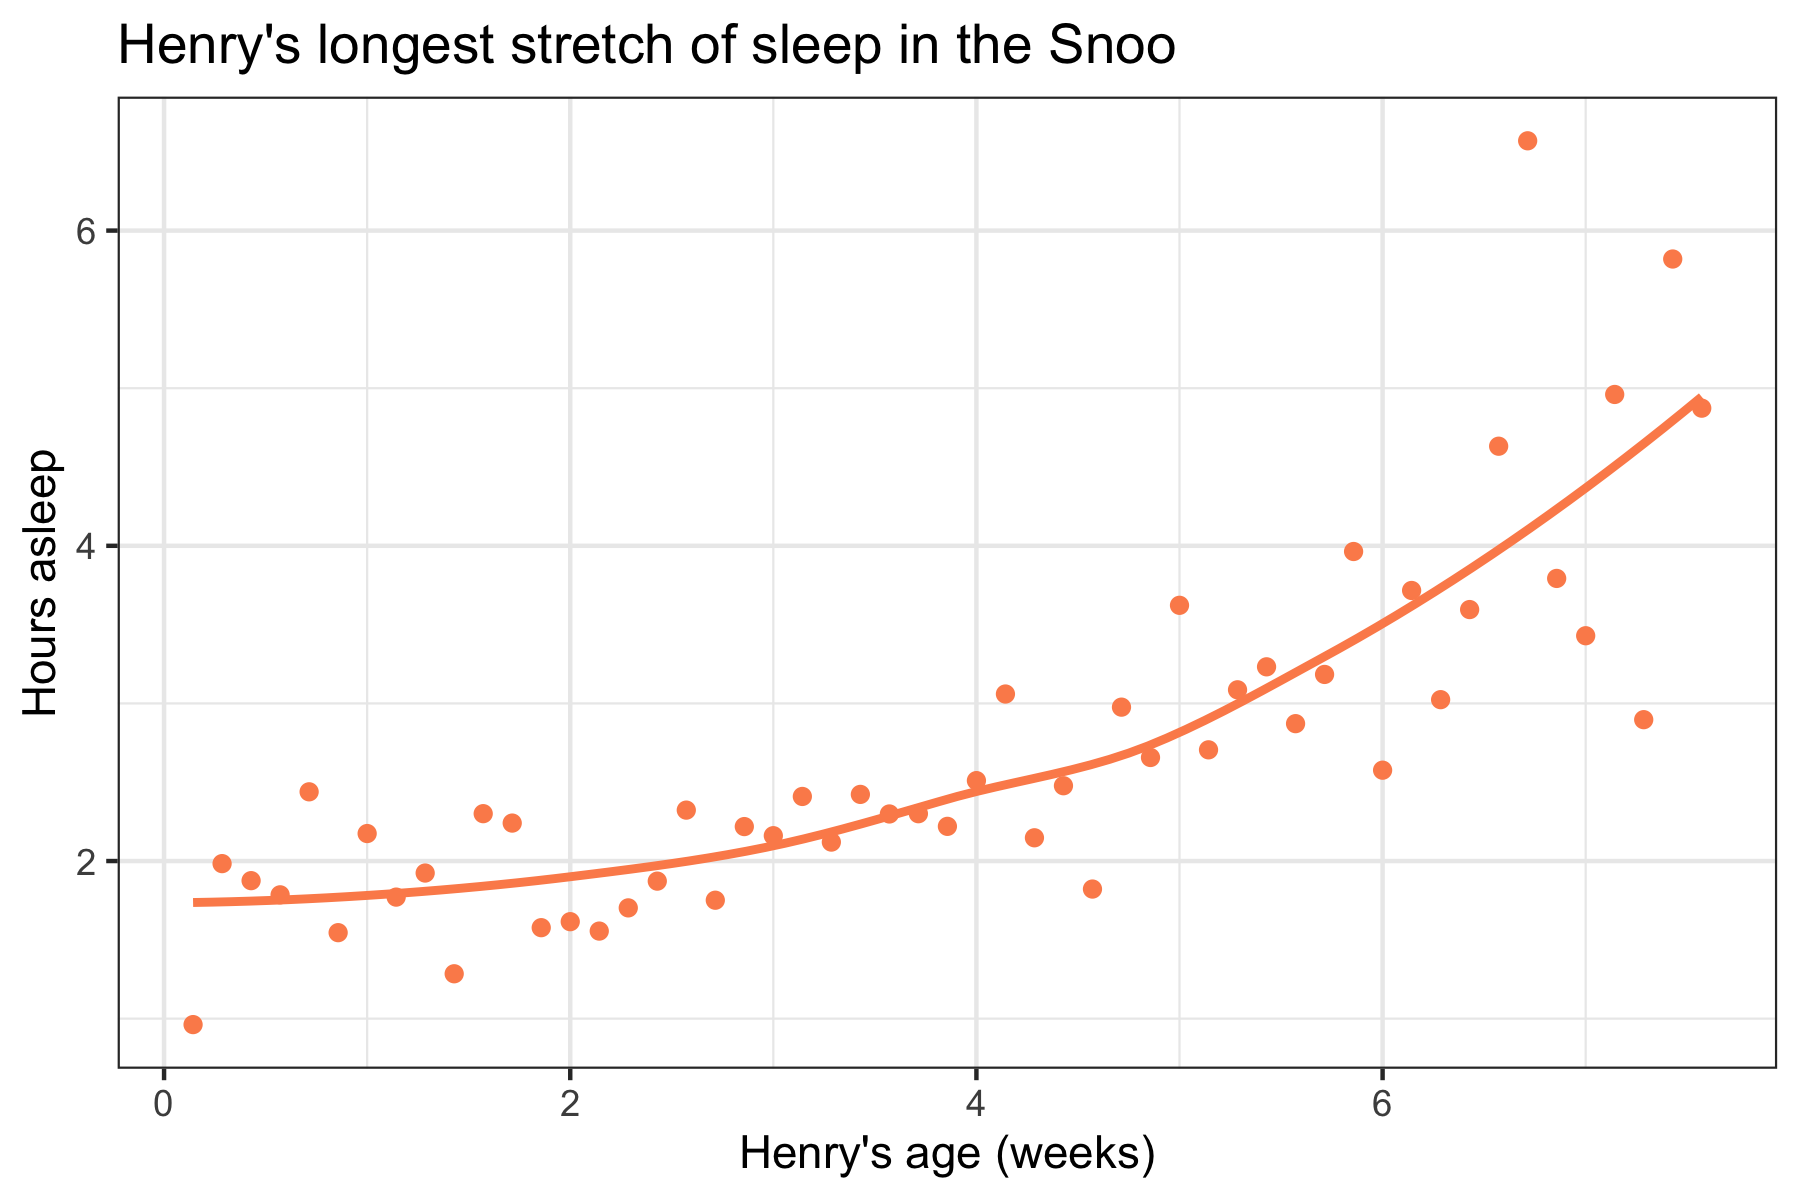 Henry's longest stretch of sleep in the Snoo
6
4
2
Hours asleep
0 2 4 6
Henry's age (weeks)